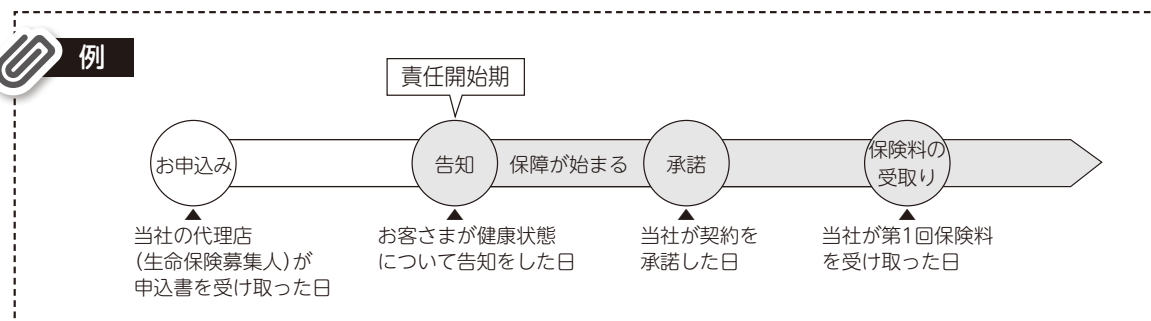 例
責任開始期
お申込み
告知
保障が始まる
承諾
保険料の
受取り
当社の代理店
(生命保険募集人)が
申込書を受け取った日
お客さまが健康状態
について告知をした日
当社が契約を
承諾した日
当社が第1回保険料
を受け取った日